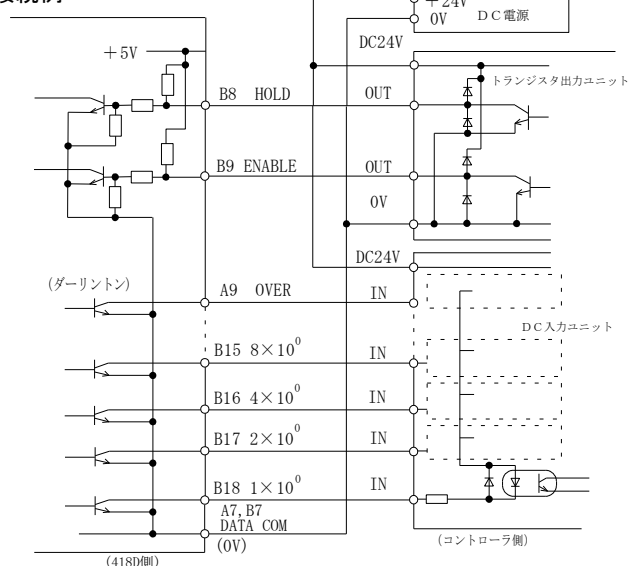 +24V
0V DC電源
DC24V
+5V
トランジスタ出力ユニット
B8 HOLD OUT
B9 ENABLE OUT
0V
DC24V
(ダーリントン)
A9 OVER IN
DC入力ユニット
B15 8×10⁰ IN
B16 4×10⁰ IN
B17 2×10⁰ IN
B18 1×10⁰ IN
A7,B7
DATA COM
(0V)
(コントローラ側)
(418D側)